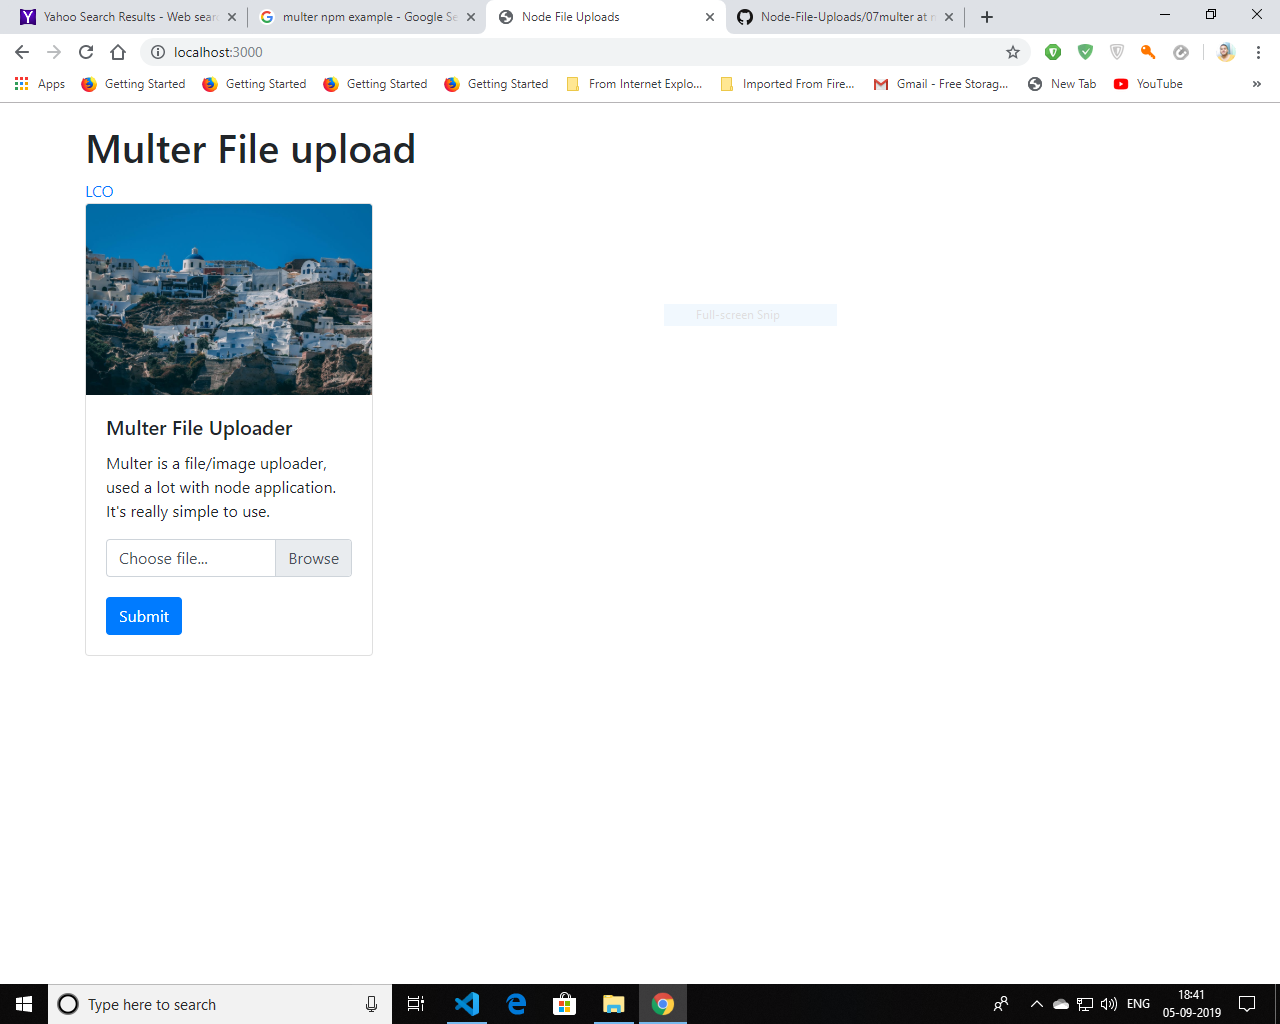 Yahoo Search Results - Web sear
multer npm example - Google Se
Node File Uploads
Node-File-Uploads/07multer at
localhost:3000
Apps
Getting Started
Getting Started
Getting Started
Getting Started
From Internet Explo...
Imported From Fire...
Gmail - Free Storag...
New Tab
YouTube
»
Multer File upload
LCO
Full-screen Snip
Multer File Uploader
Multer is a file/image uploader,
used a lot with node application.
It's really simple to use.
Choose file...
Browse
Submit
Type here to search
ENG
18:41
05-09-2019